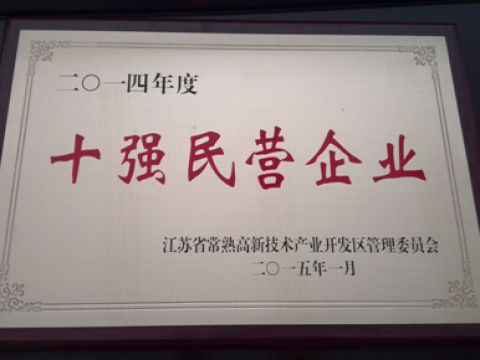 二〇一四年度
十强民营企业
江苏省常熟高新技术产业开发区管理委员会
二〇一五年一月